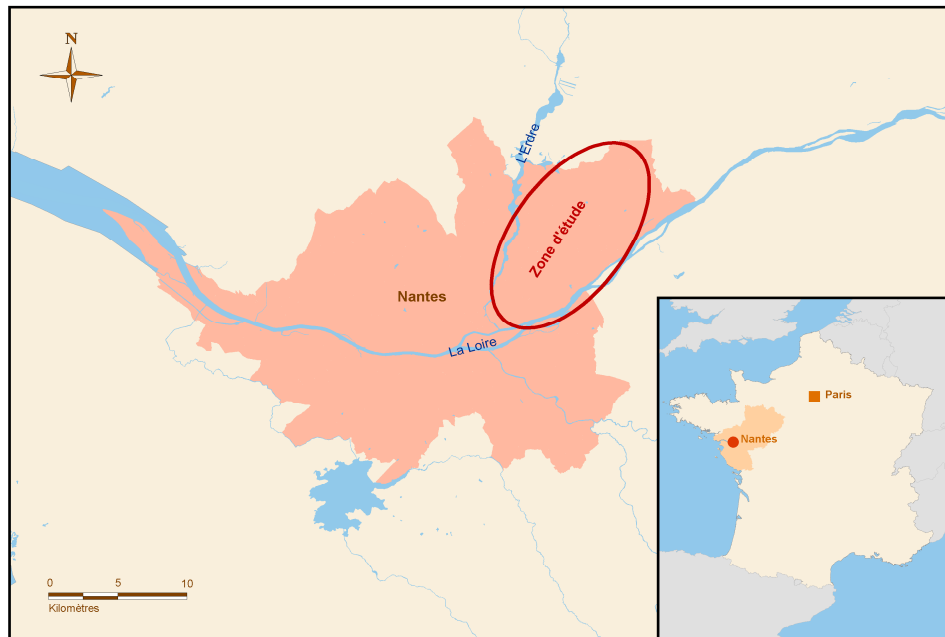 N
L'Erdre
Zone d'étude
Nantes
La Loire
Paris
Nantes
0 5 10
Kilomètres